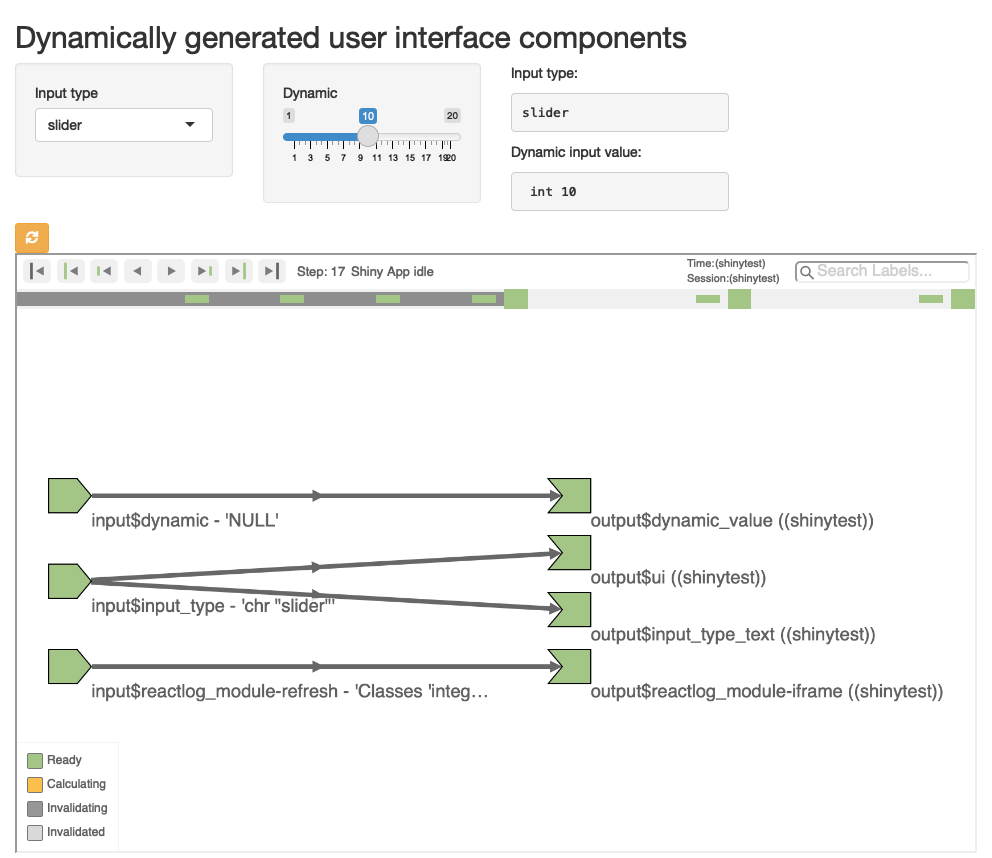 Dynamically generated user interface components
Input type
slider
Dynamic
1 10 20
1 3 5 7 9 11 13 15 17 19 20
Input type:
slider
Dynamic input value:
int 10
Step: 17 Shiny App idle
Time:(shinytest)
Session:(shinytest)
Search Labels...
input$dynamic - 'NULL'
output$dynamic_value ((shinytest))
output$ui ((shinytest))
input$input_type - 'chr "slider"'
output$input_type_text ((shinytest))
input$reactlog_module-refresh - 'Classes 'integ...
output$reactlog_module-iframe ((shinytest))
Ready
Calculating
Invalidating
Invalidated